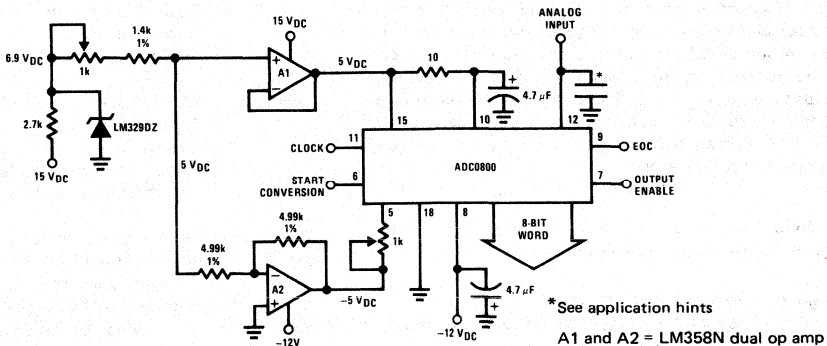 ANALOG
INPUT
15 VDC
1.4k
1%
6.9 VDC
1k
A1
5 VDC
10
4.7 µF
*
2.7k
LM329DZ
15
10
12
15 VDC
CLOCK
11
9
EOC
5 VDC
START
CONVERSION
6
ADC0800
7
OUTPUT
ENABLE
5
18
8
8-BIT
WORD
4.99k
1%
1k
4.99k
1%
A2
–5 VDC
4.7 µF
–12V
–12 VDC
*See application hints
A1 and A2 = LM358N dual op amp
+
–
–
+
+
+